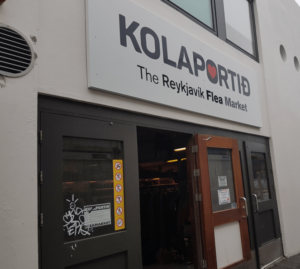 KOLAPORTIÐ
The Reykjavik Flea Market